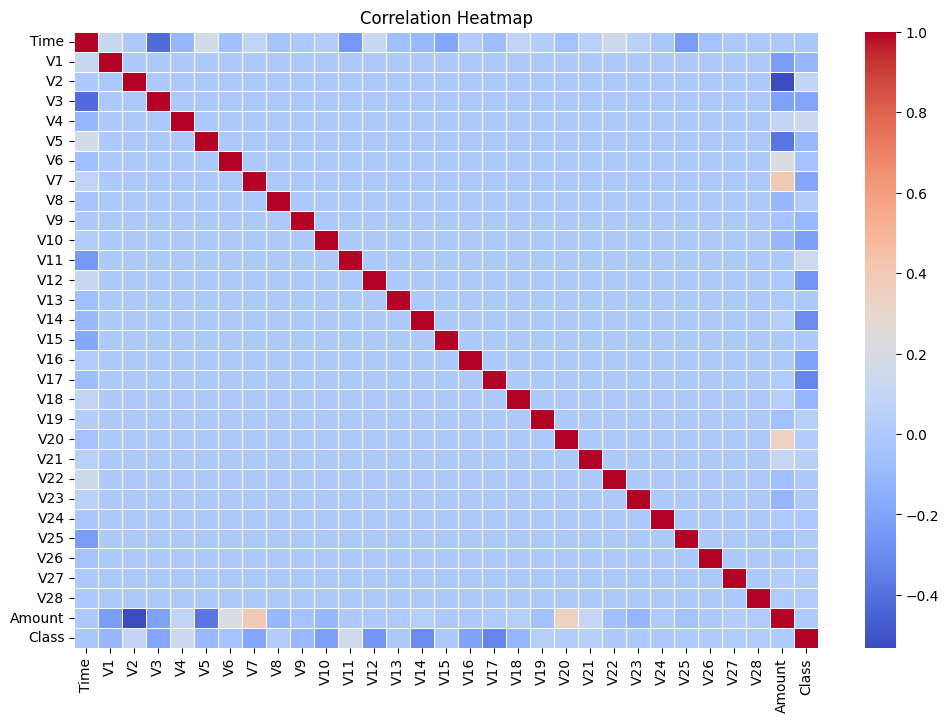 Correlation Heatmap
Time
V1
V2
V3
V4
V5
V6
V7
V8
V9
V10
V11
V12
V13
V14
V15
V16
V17
V18
V19
V20
V21
V22
V23
V24
V25
V26
V27
V28
Amount
Class
Time V1 V2 V3 V4 V5 V6 V7 V8 V9 V10 V11 V12 V13 V14 V15 V16 V17 V18 V19 V20 V21 V22 V23 V24 V25 V26 V27 V28 Amount Class
1.0
0.8
0.6
0.4
0.2
0.0
−0.2
−0.4